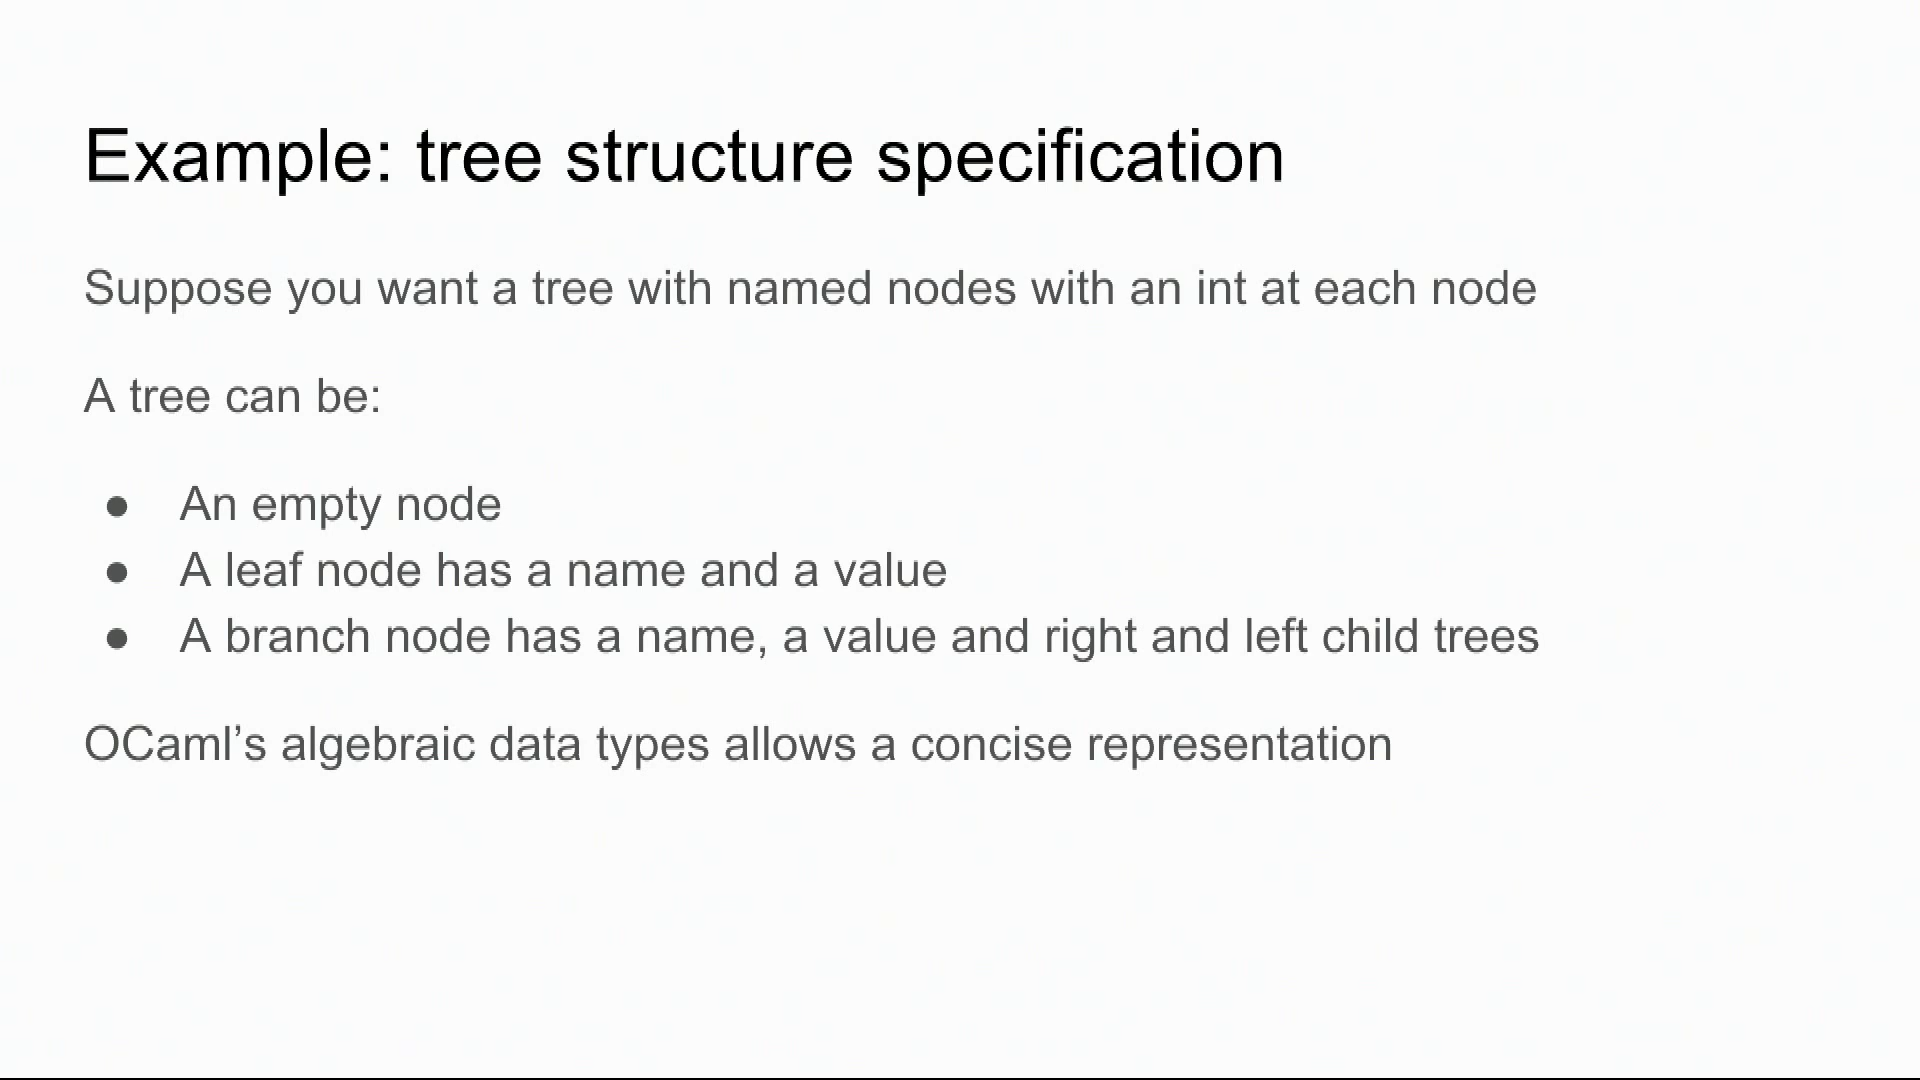 Example: tree structure specification
Suppose you want a tree with named nodes with an int at each node
A tree can be:
● An empty node
● A leaf node has a name and a value
● A branch node has a name, a value and right and left child trees
OCaml’s algebraic data types allows a concise representation